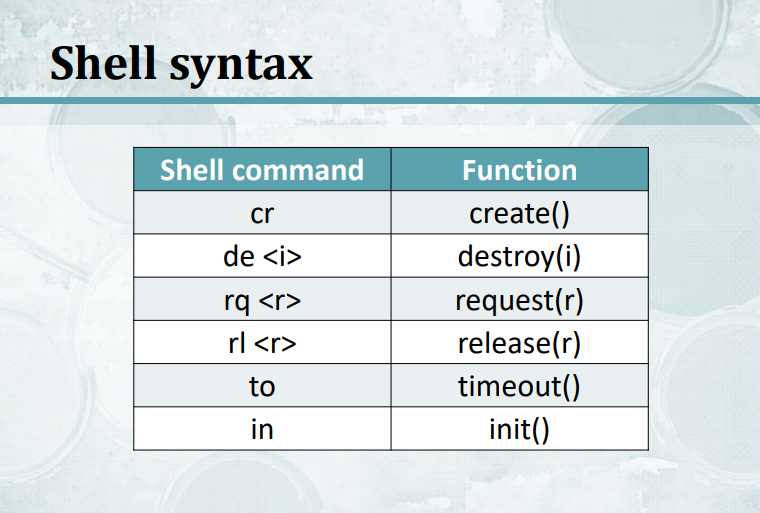 Shell syntax
Shell command Function
cr create()
de <i> destroy(i)
rq <r> request(r)
rl <r> release(r)
to timeout()
in init()